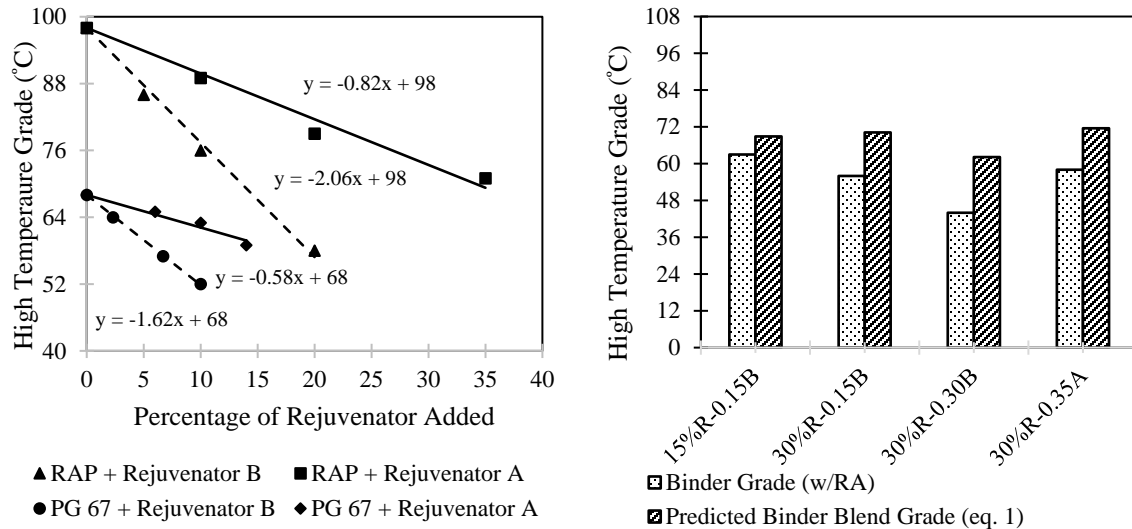 100
88
76
64
52
40
High Temperature Grade (°C)
y = -0.82x + 98
y = -2.06x + 98
y = -0.58x + 68
y = -1.62x + 68
0 5 10 15 20 25 30 35 40
Percentage of Rejuvenator Added
RAP + Rejuvenator B RAP + Rejuvenator A
PG 67 + Rejuvenator B PG 67 + Rejuvenator A
108
96
84
72
60
48
36
24
12
0
High Temperature Grade (°C)
15%R-0.15B
30%R-0.15B
30%R-0.30B
30%R-0.35A
Binder Grade (w/RA)
Predicted Binder Blend Grade (eq. 1)